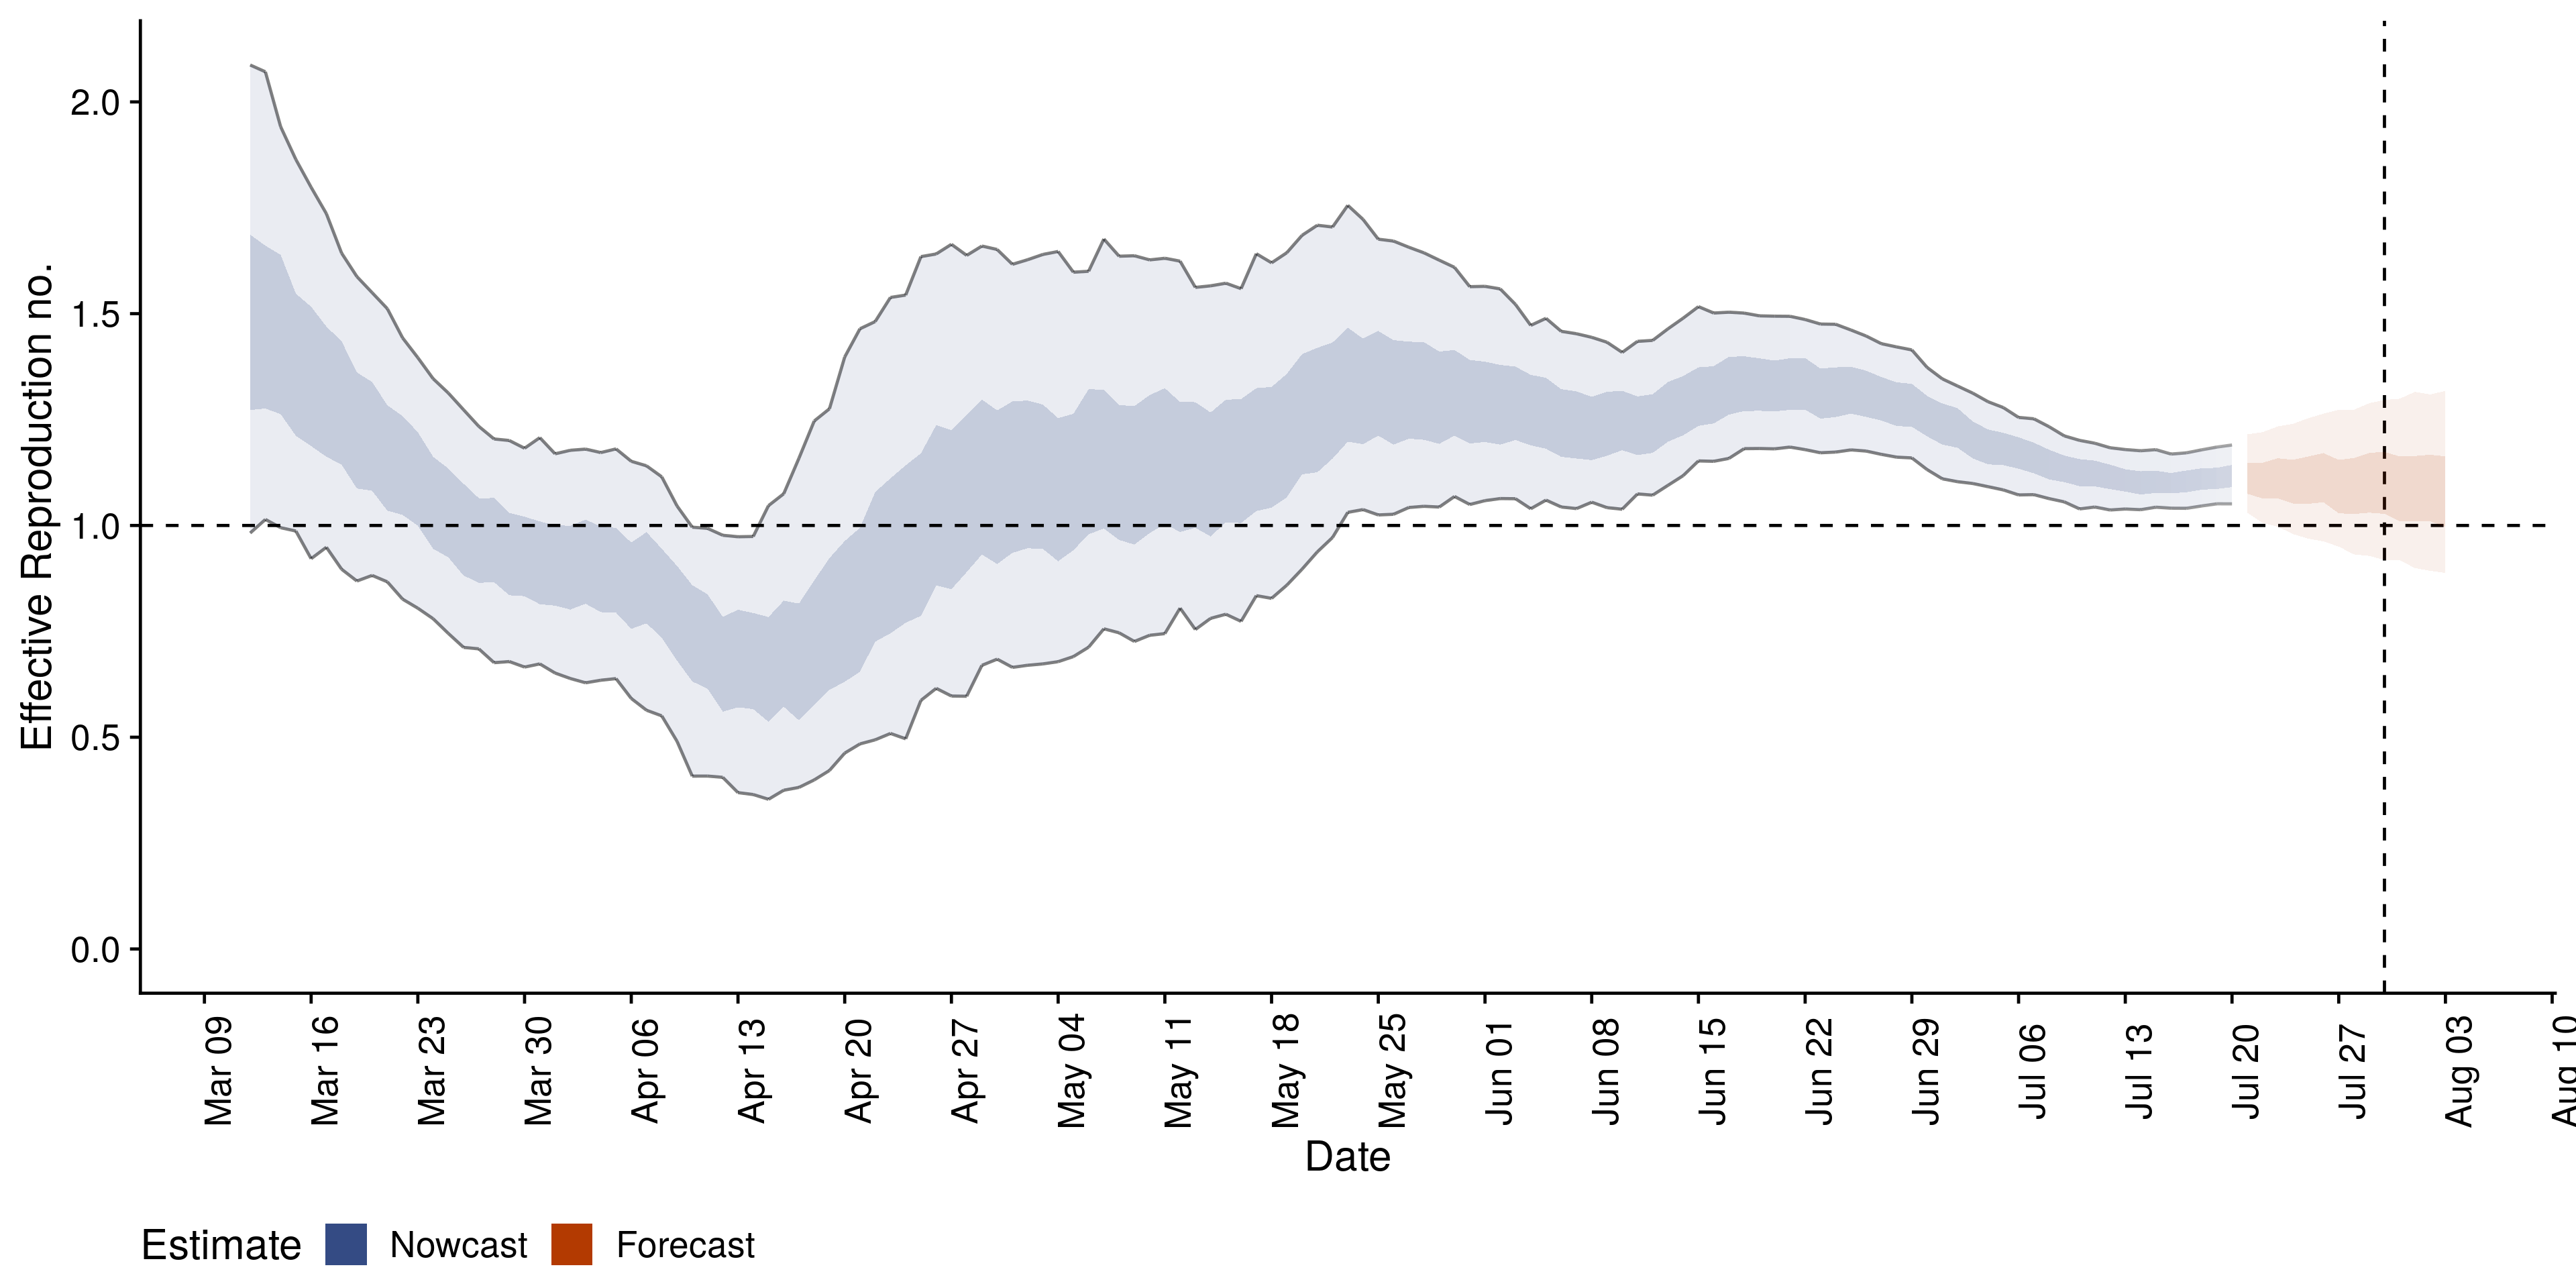 Effective Reproduction no.
2.0
1.5
1.0
0.5
0.0
Mar 09
Mar 16
Mar 23
Mar 30
Apr 06
Apr 13
Apr 20
Apr 27
May 04
May 11
May 18
May 25
Jun 01
Jun 08
Jun 15
Jun 22
Jun 29
Jul 06
Jul 13
Jul 20
Jul 27
Aug 03
Aug 10
Date
Estimate Nowcast Forecast